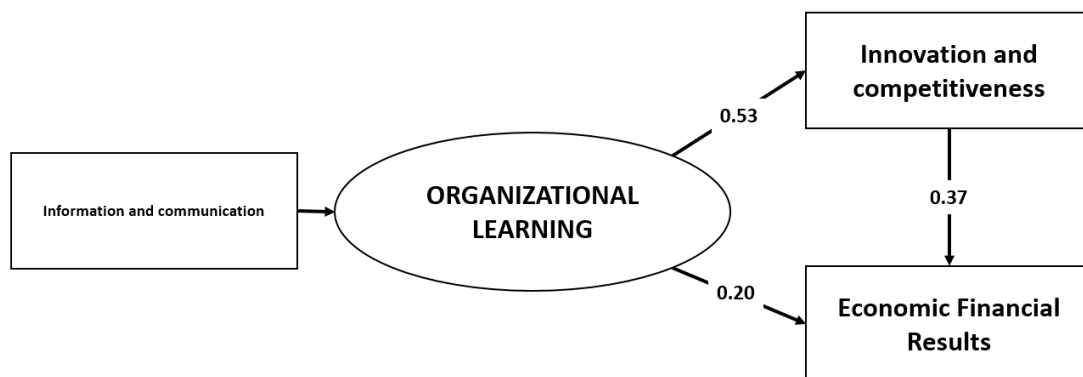 Innovation and
competitiveness
0.53
Information and communication
ORGANIZATIONAL
LEARNING
0.37
0.20
Economic Financial
Results